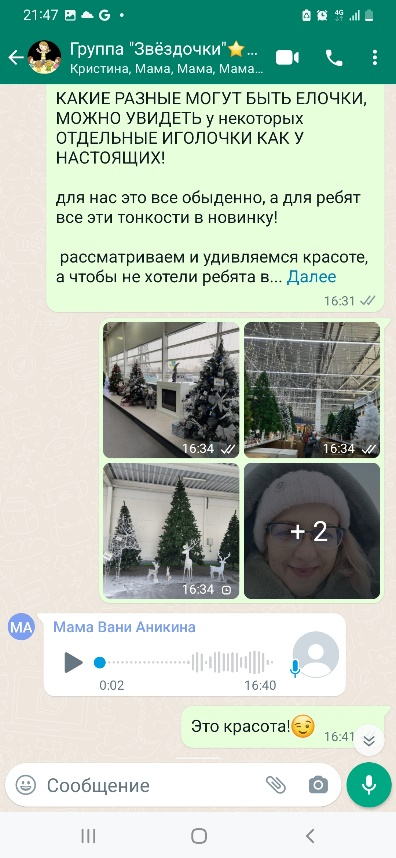 21:47
4G
Группа "Звёздочки"⭐...
Кристина, Мама, Мама, Мама...
КАКИЕ РАЗНЫЕ МОГУТ БЫТЬ ЕЛОЧКИ,
МОЖНО УВИДЕТЬ у некоторых
ОТДЕЛЬНЫЕ ИГОЛОЧКИ КАК У
НАСТОЯЩИХ!
для нас это все обыденно, а для ребят
все эти тонкости в новинку!
рассматриваем и удивляемся красоте,
а чтобы не хотели ребята в... Далее
16:31
16:34
16:34
16:34
+ 2
МА
Мама Вани Аникина
0:02
16:40
Это красота!😉
16:41
Сообщение